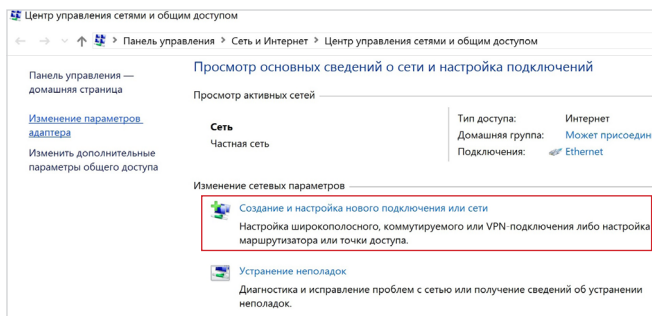 Центр управления сетями и общим доступом
Панель управления > Сеть и Интернет > Центр управления сетями и общим доступом
Панель управления —
домашняя страница
Изменение параметров
адаптера
Изменить дополнительные
параметры общего доступа
Просмотр основных сведений о сети и настройка подключений
Просмотр активных сетей
Сеть
Частная сеть
Тип доступа: Интернет
Домашняя группа: Может присоедин
Подключения: Ethernet
Изменение сетевых параметров
Создание и настройка нового подключения или сети
Настройка широкополосного, коммутируемого или VPN-подключения либо настройка
маршрутизатора или точки доступа.
Устранение неполадок
Диагностика и исправление проблем с сетью или получение сведений об устранении
неполадок.